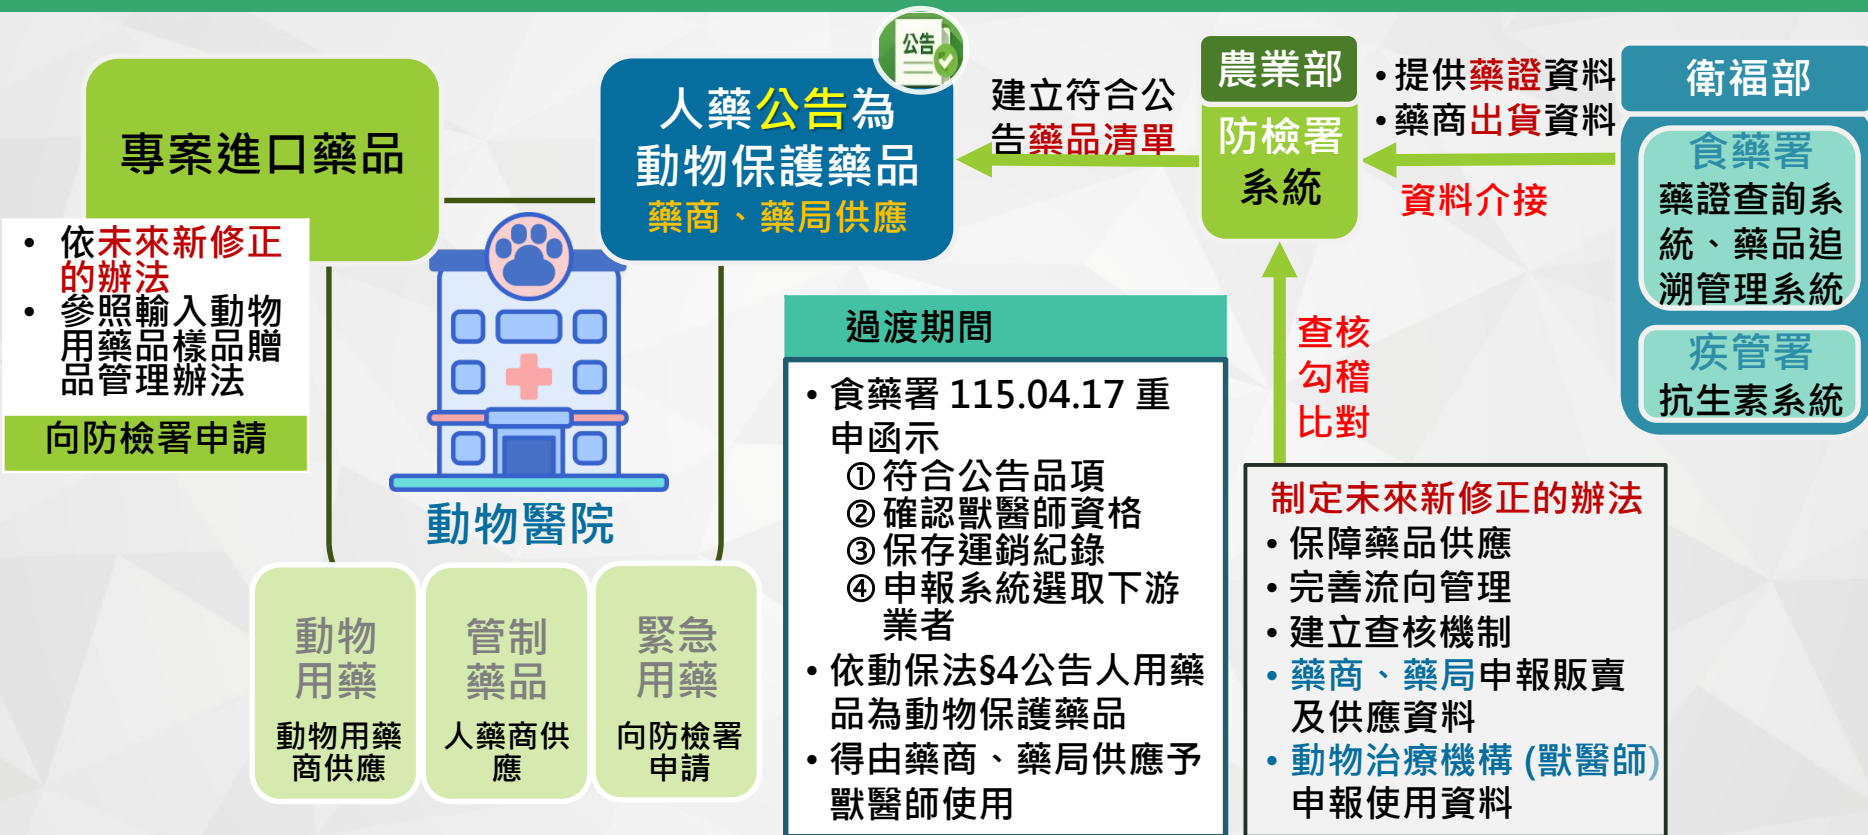 專案進口藥品
• 依未來新修正
的辦法
• 參照輸入動物
用藥品樣品贈
品管理辦法
向防檢署申請
公告
人藥公告為
動物保護藥品
藥商、藥局供應
動物醫院
動物
用藥
動物用藥
商供應
管制
藥品
人藥商供
應
緊急
用藥
向防檢署
申請
建立符合公
告藥品清單
農業部
防檢署
系統
• 提供藥證資料
• 藥商出貨資料
資料介接
衛福部
食藥署
藥證查詢系
統、藥品追
溯管理系統
疾管署
抗生素系統
過渡期間
• 食藥署 115.04.17 重
申函示
①符合公告品項
②確認獸醫師資格
③保存運銷紀錄
④申報系統選取下游
業者
• 依動保法§4公告人用藥
品為動物保護藥品
• 得由藥商、藥局供應予
獸醫師使用
查核
勾稽
比對
制定未來新修正的辦法
• 保障藥品供應
• 完善流向管理
• 建立查核機制
• 藥商、藥局申報販賣
及供應資料
• 動物治療機構 (獸醫師)
申報使用資料